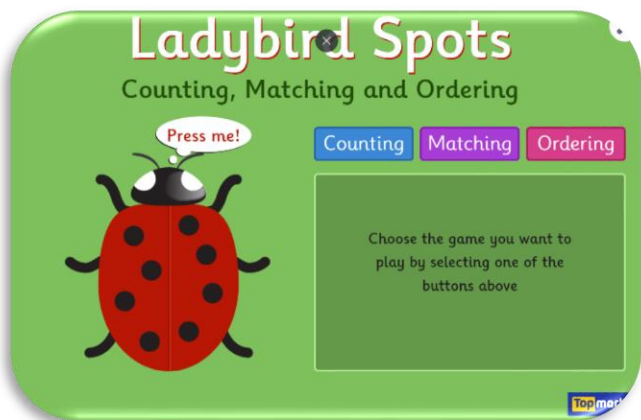 Ladybird Spots
Counting, Matching and Ordering
Press me!
Counting Matching Ordering
Choose the game you want to
play by selecting one of the
buttons above
Topmar